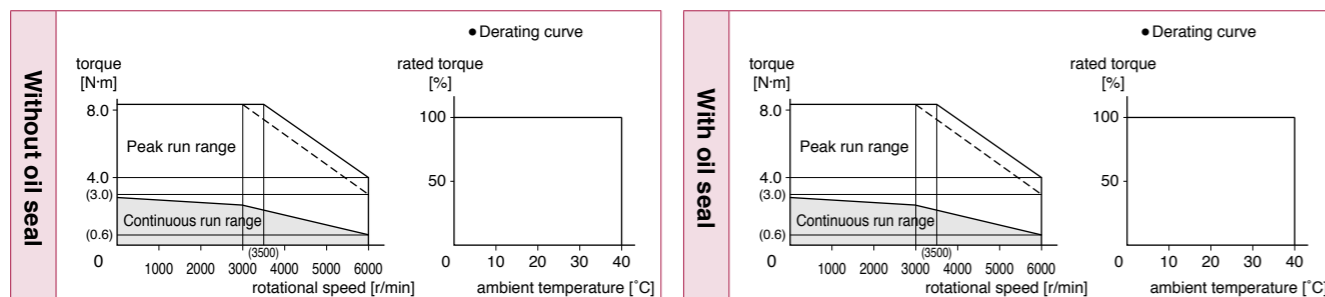 Without oil seal
● Derating curve
torque
[N·m]
8.0
4.0
(3.0)
(0.6)
0
Peak run range
Continuous run range
(3500)
1000 2000 3000 4000 5000 6000
rotational speed [r/min]
rated torque
[%]
100
50
0 10 20 30 40
ambient temperature [˚C]
With oil seal
● Derating curve
torque
[N·m]
8.0
4.0
(3.0)
(0.6)
0
Peak run range
Continuous run range
(3500)
1000 2000 3000 4000 5000 6000
rotational speed [r/min]
rated torque
[%]
100
50
0 10 20 30 40
ambient temperature [˚C]